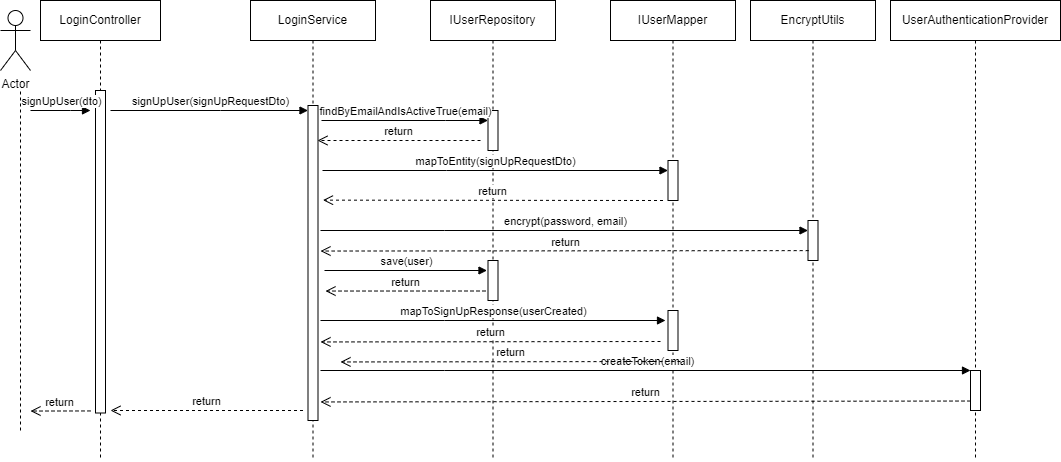 LoginController
LoginService
IUserRepository
IUserMapper
EncryptUtils
UserAuthenticationProvider
Actor
signUpUser(dto)
signUpUser(signUpRequestDto)
findByEmailAndIsActiveTrue(email)
return
mapToEntity(signUpRequestDto)
return
encrypt(password, email)
return
save(user)
return
mapToSignUpResponse(userCreated)
return
return
createToken(email)
return
return
return